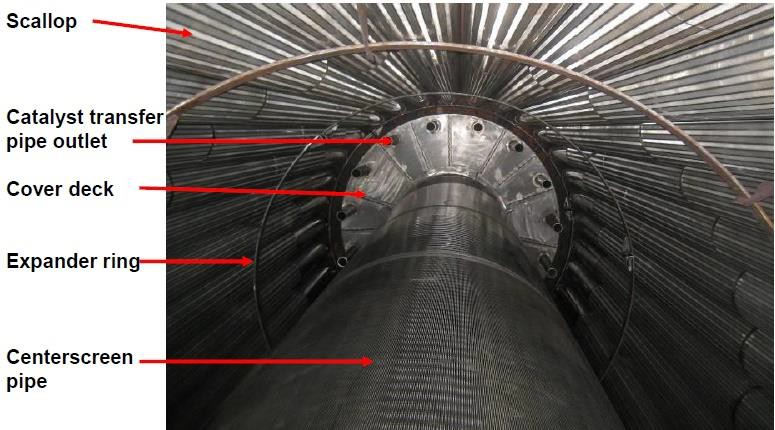 Scallop
Catalyst transfer
pipe outlet
Cover deck
Expander ring
Centerscreen
pipe